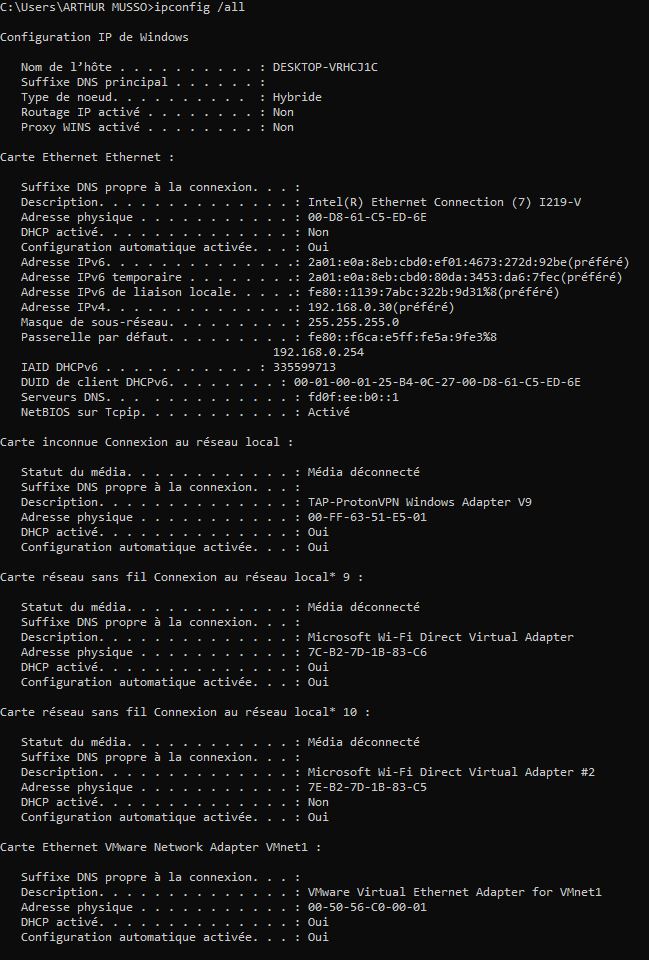 C:\Users\ARTHUR MUSSO>ipconfig /all
Configuration IP de Windows
Nom de l’hôte . . . . . . . . . . : DESKTOP-VRHCJ1C
Suffixe DNS principal . . . . . . :
Type de noeud. . . . . . . . . .  : Hybride
Routage IP activé . . . . . . . . : Non
Proxy WINS activé . . . . . . . . : Non
Carte Ethernet Ethernet :
Suffixe DNS propre à la connexion. . . :
Description. . . . . . . . . . . . . . : Intel(R) Ethernet Connection (7) I219-V
Adresse physique . . . . . . . . . . . : 00-D8-61-C5-ED-6E
DHCP activé. . . . . . . . . . . . . . : Non
Configuration automatique activée. . . : Oui
Adresse IPv6. . . . . . . . . . . . . .: 2a01:e0a:8eb:cbd0:ef01:4673:272d:92be(préféré)
Adresse IPv6 temporaire . . . . . . . .: 2a01:e0a:8eb:cbd0:80da:3453:da6:7fec(préféré)
Adresse IPv6 de liaison locale. . . . .: fe80::1139:7abc:322b:9d31%8(préféré)
Adresse IPv4. . . . . . . . . . . . . .: 192.168.0.30(préféré)
Masque de sous-réseau. . . . . . . . . : 255.255.255.0
Passerelle par défaut. . . . . . . . . : fe80::f6ca:e5ff:fe5a:9fe3%8
192.168.0.254
IAID DHCPv6 . . . . . . . . . . . : 335599713
DUID de client DHCPv6. . . . . . . . : 00-01-00-01-25-B4-0C-27-00-D8-61-C5-ED-6E
Serveurs DNS. . .  . . . . . . . . . . : fd0f:ee:b0::1
NetBIOS sur Tcpip. . . . . . . . . . . : Activé
Carte inconnue Connexion au réseau local :
Statut du média. . . . . . . . . . . . : Média déconnecté
Suffixe DNS propre à la connexion. . . :
Description. . . . . . . . . . . . . . : TAP-ProtonVPN Windows Adapter V9
Adresse physique . . . . . . . . . . . : 00-FF-63-51-E5-01
DHCP activé. . . . . . . . . . . . . . : Oui
Configuration automatique activée. . . : Oui
Carte réseau sans fil Connexion au réseau local* 9 :
Statut du média. . . . . . . . . . . . : Média déconnecté
Suffixe DNS propre à la connexion. . . :
Description. . . . . . . . . . . . . . : Microsoft Wi-Fi Direct Virtual Adapter
Adresse physique . . . . . . . . . . . : 7C-B2-7D-1B-83-C6
DHCP activé. . . . . . . . . . . . . . : Oui
Configuration automatique activée. . . : Oui
Carte réseau sans fil Connexion au réseau local* 10 :
Statut du média. . . . . . . . . . . . : Média déconnecté
Suffixe DNS propre à la connexion. . . :
Description. . . . . . . . . . . . . . : Microsoft Wi-Fi Direct Virtual Adapter #2
Adresse physique . . . . . . . . . . . : 7E-B2-7D-1B-83-C5
DHCP activé. . . . . . . . . . . . . . : Non
Configuration automatique activée. . . : Oui
Carte Ethernet VMware Network Adapter VMnet1 :
Suffixe DNS propre à la connexion. . . :
Description. . . . . . . . . . . . . . : VMware Virtual Ethernet Adapter for VMnet1
Adresse physique . . . . . . . . . . . : 00-50-56-C0-00-01
DHCP activé. . . . . . . . . . . . . . : Oui
Configuration automatique activée. . . : Oui